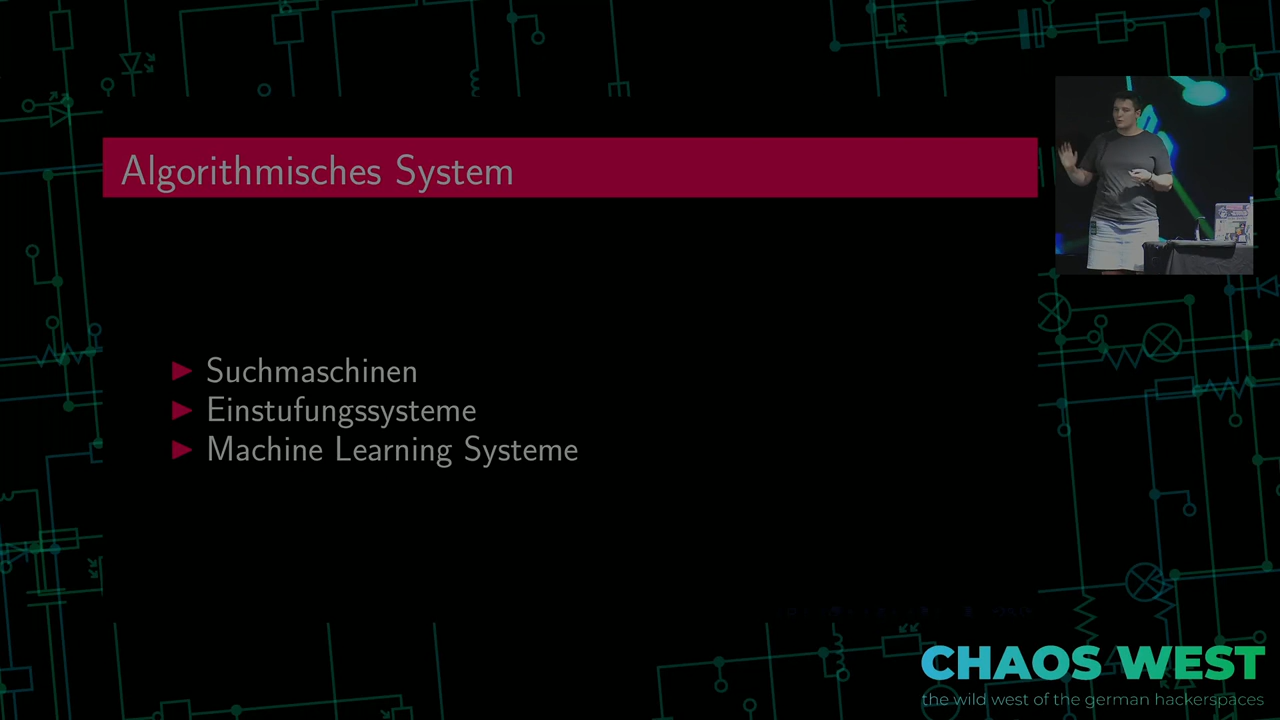 Algorithmisches System
Suchmaschinen
Einstufungssysteme
Machine Learning Systeme
CHAOS WEST
the wild west of the german hackerspaces